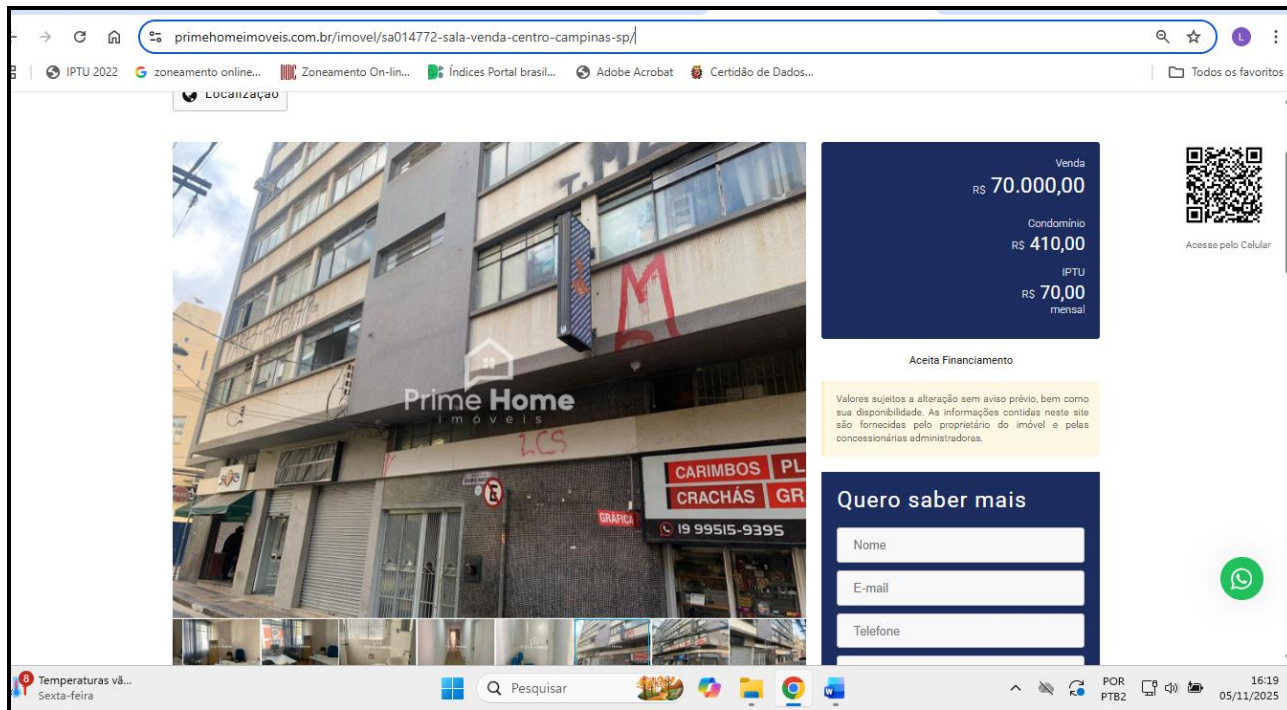 primehomeimoveis.com.br/imovel/sa014772-sala-venda-centro-campinas-sp/
IPTU 2022
zoneamento online...
Zoneamento On-lin...
Índices Portal brasil...
Adobe Acrobat
Certidão de Dados...
Todos os favoritos
L
Localização
Venda
R$ 70.000,00
Condomínio
R$ 410,00
IPTU
R$ 70,00
mensal
Acesse pelo Celular
Aceita Financiamento
Valores sujeitos a alteração sem aviso prévio, bem como
sua disponibilidade. As informações contidas neste site
são fornecidas pelo proprietário do imóvel e pelas
concessionárias administradoras.
Prime Home
imóveis
LCS
CARIMBOS PL
CRACHÁS GR
GRÁFICA
19 99515-9395
Quero saber mais
Nome
E-mail
Telefone
8
Temperaturas vã...
Sexta-feira
Pesquisar
POR
PTB2
16:19
05/11/2025